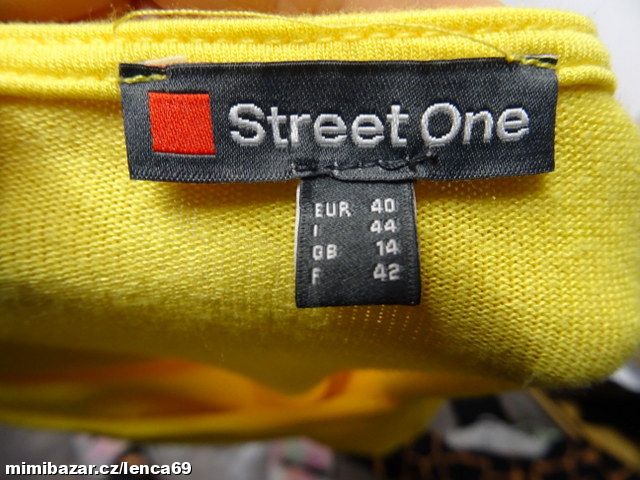 Street One
EUR 40
I 44
GB 14
F 42
mimibazar.cz/lenca69